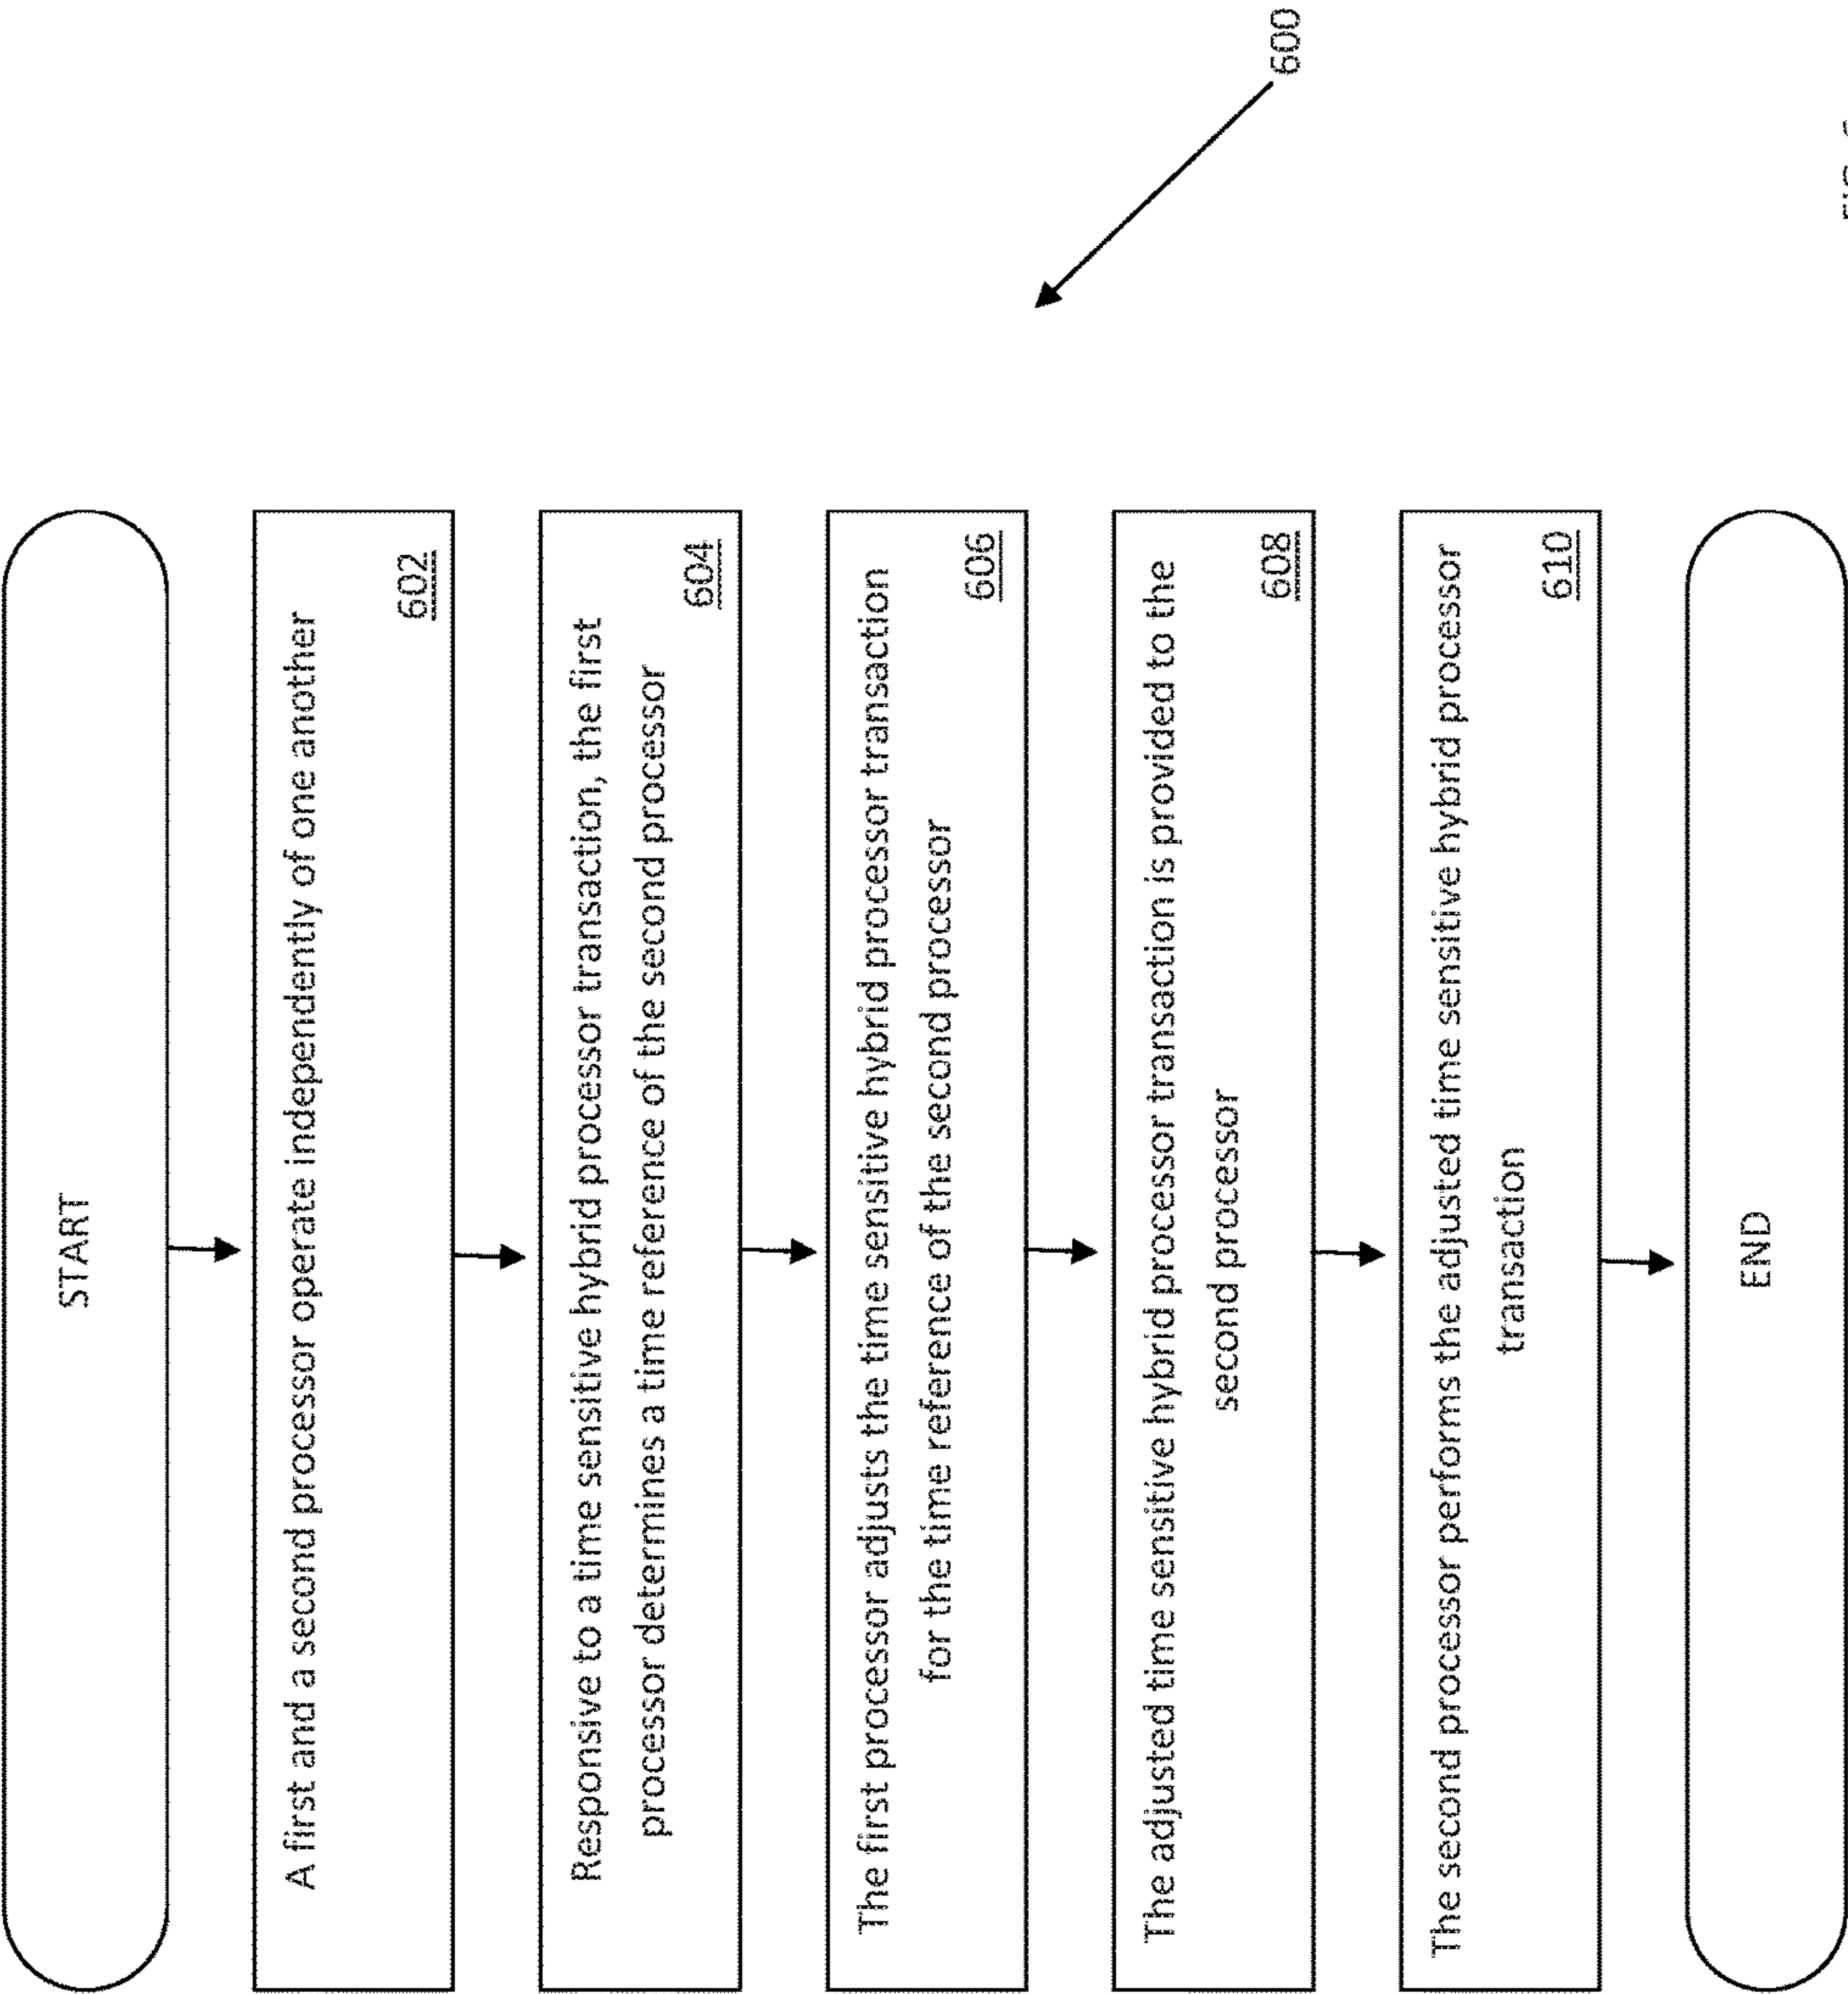 START
A first and a second processor operate independently of one another
602
Responsive to a time sensitive hybrid processor transaction, the first
processor determines a time reference of the second processor
604
The first processor adjusts the time sensitive hybrid processor transaction
for the time reference of the second processor
606
The adjusted time sensitive hybrid processor transaction is provided to the
second processor
608
The second processor performs the adjusted time sensitive hybrid processor
transaction
610
END
600